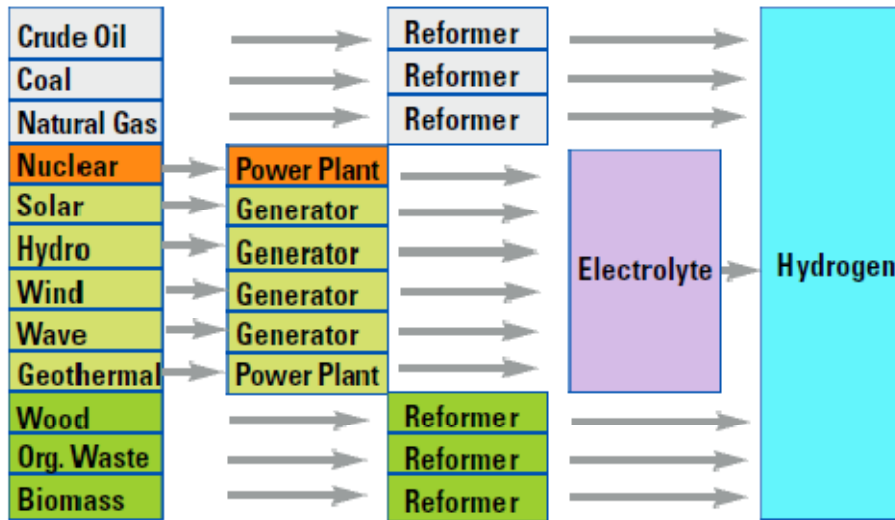 Crude Oil Reformer
Coal Reformer
Natural Gas Reformer
Nuclear Power Plant
Solar Generator
Hydro Generator
Electrolyte Hydrogen
Wind Generator
Wave Generator
Geothermal Power Plant
Wood Reformer
Org. Waste Reformer
Biomass Reformer